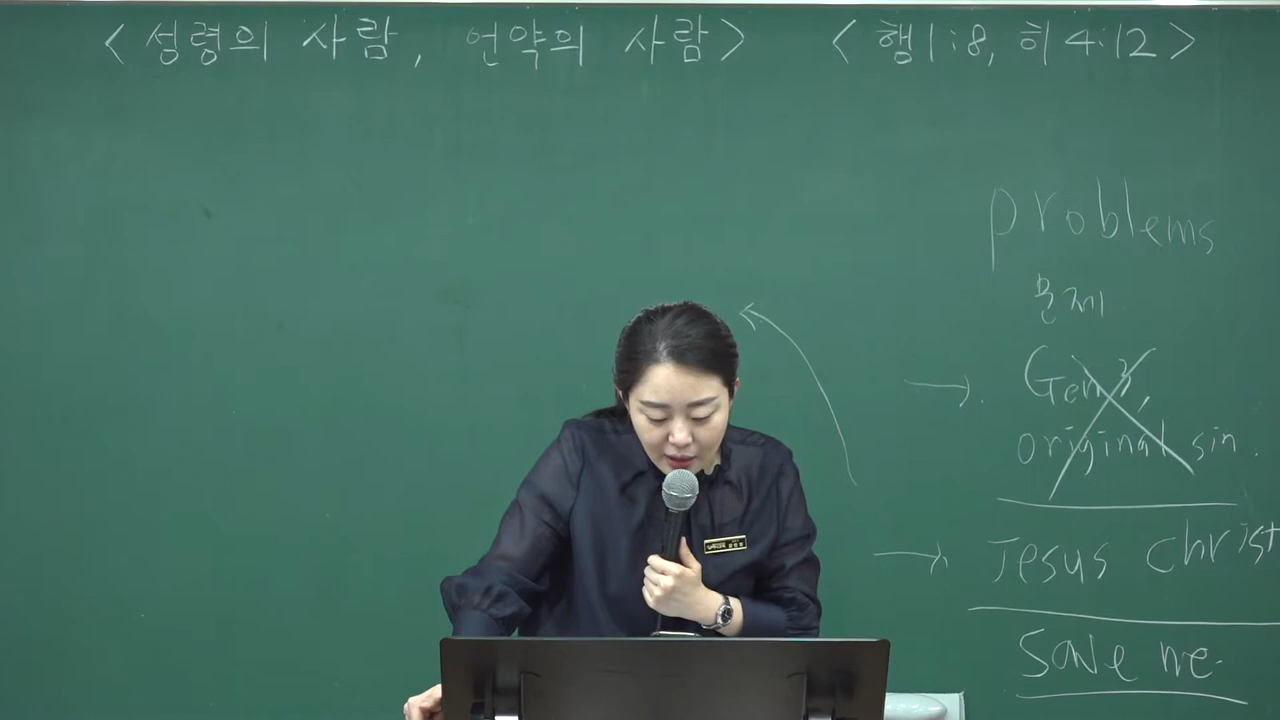 <성령의 사람, 언약의 사람> <행1:8, 히4:12>
problems
문제
→ Gen 3,
original sin.
→ Jesus Christ
Save me.